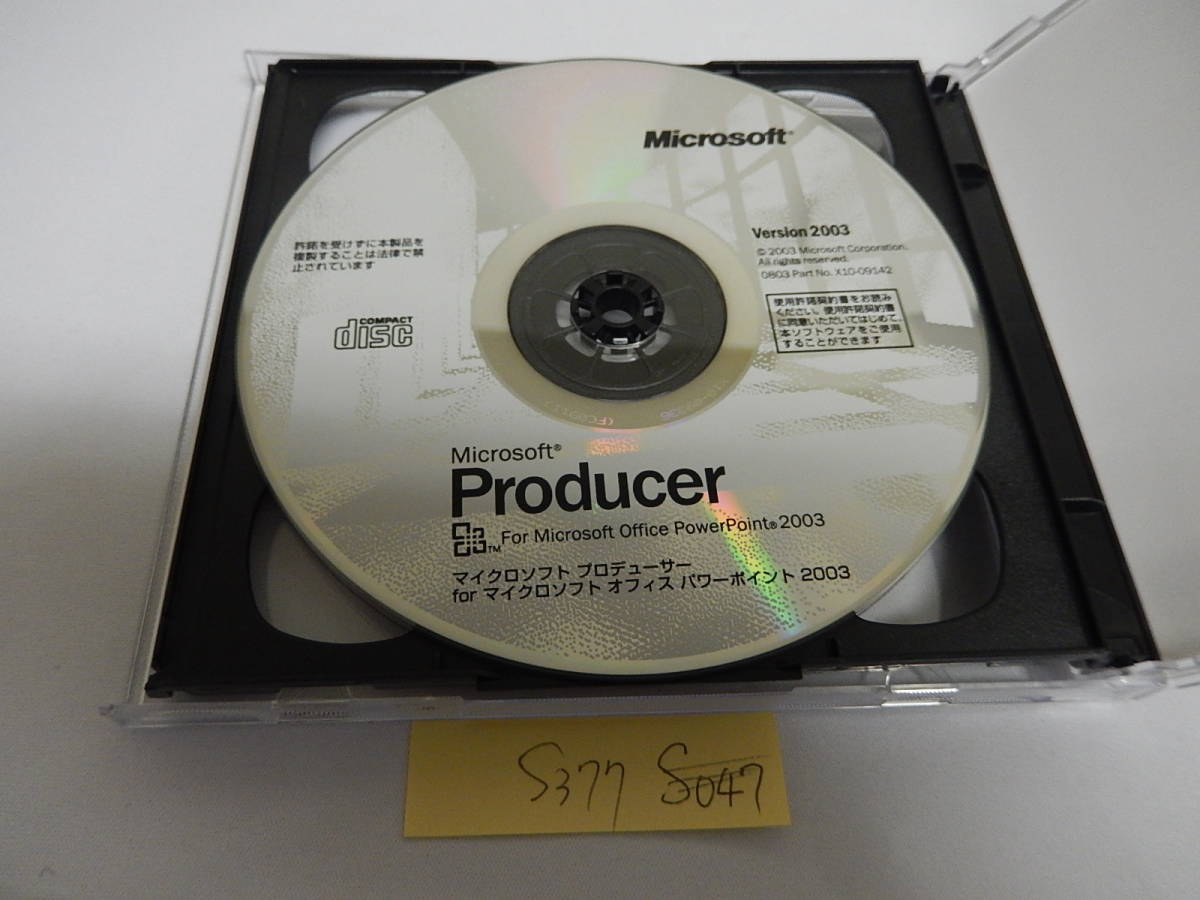 Microsoft®
Version 2003
© 2003 Microsoft Corporation.
All rights reserved.
0803 Part No. X10-09142
許諾を受けずに本製品を
複製することは法律で禁
止されています
COMPACT
disc
使用許諾契約書をお読み
ください。使用許諾契約書
に同意いただいてはじめて、
本ソフトウェアをご使用
することができます
Microsoft®
Producer
™ For Microsoft Office PowerPoint® 2003
マイクロソフト プロデューサー
for マイクロソフト オフィス パワーポイント 2003
S377 S047